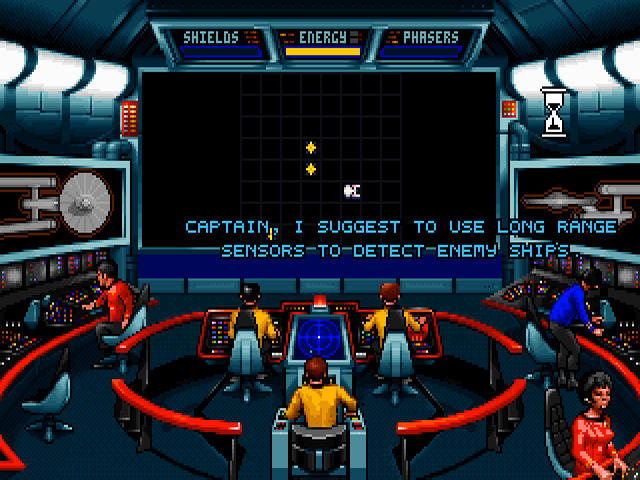 SHIELDS ENERGY PHASERS
CAPTAIN, I SUGGEST TO USE LONG RANGE
SENSORS TO DETECT ENEMY SHIPS